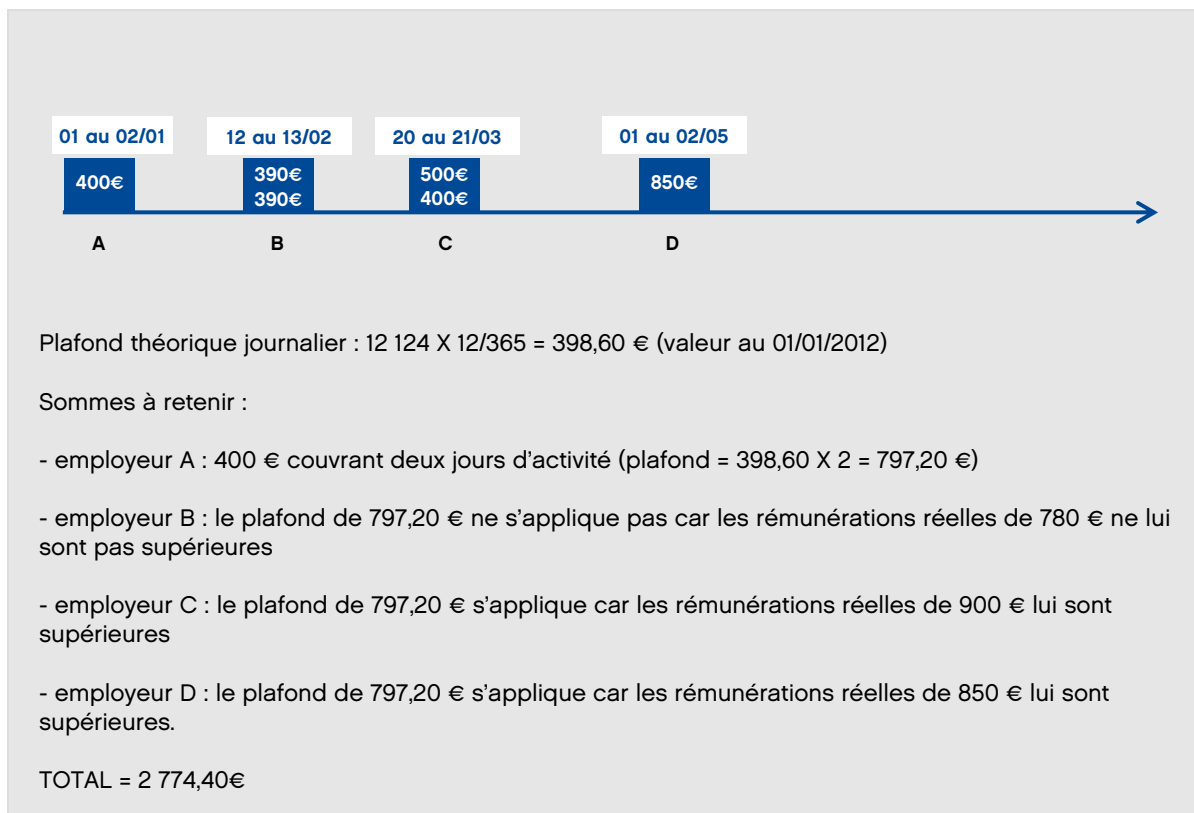 01 au 02/01 12 au 13/02 20 au 21/03 01 au 02/05
400€ 390€ 500€ 850€
390€ 400€
A B C D
Plafond théorique journalier : 12 124 X 12/365 = 398,60 € (valeur au 01/01/2012)
Sommes à retenir :
- employeur A : 400 € couvrant deux jours d’activité (plafond = 398,60 X 2 = 797,20 €)
- employeur B : le plafond de 797,20 € ne s’applique pas car les rémunérations réelles de 780 € ne lui
sont pas supérieures
- employeur C : le plafond de 797,20 € s’applique car les rémunérations réelles de 900 € lui sont
supérieures
- employeur D : le plafond de 797,20 € s’applique car les rémunérations réelles de 850 € lui sont
supérieures.
TOTAL = 2 774,40€